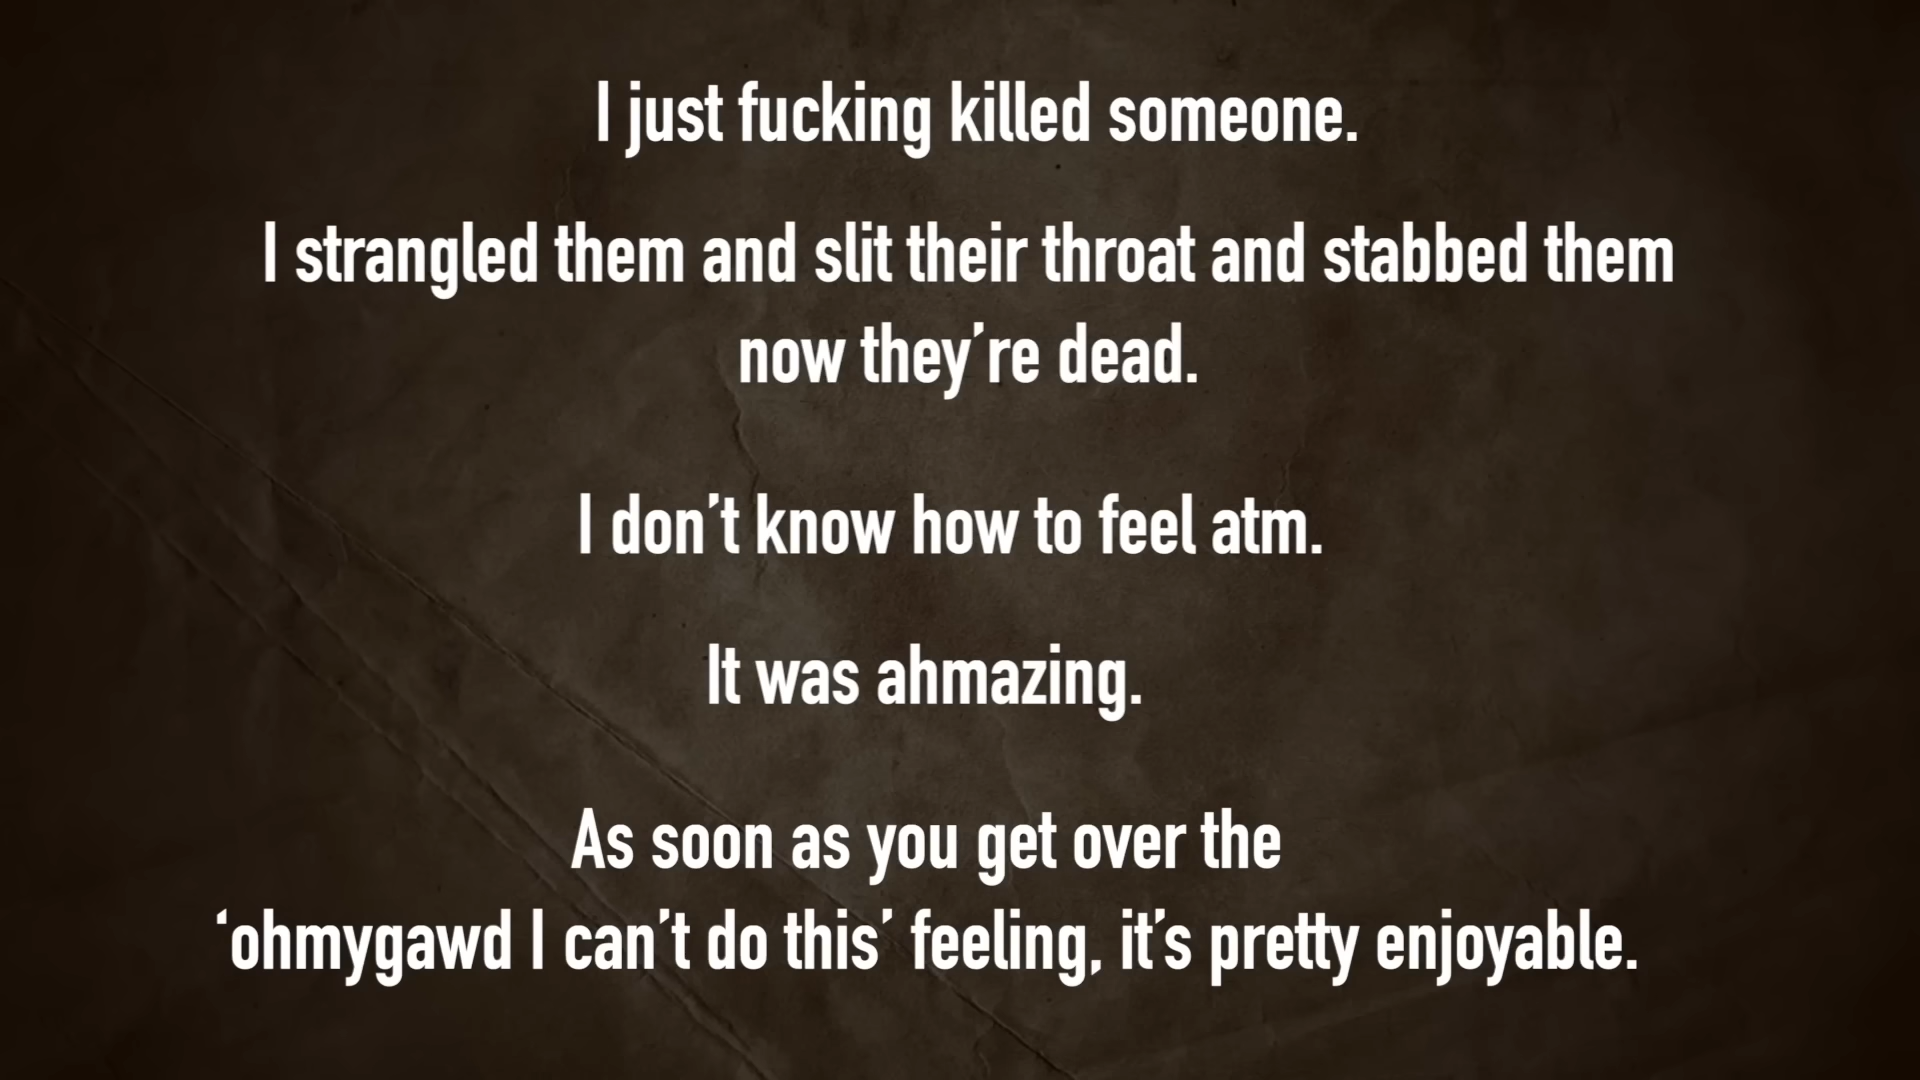 I just fucking killed someone.
I strangled them and slit their throat and stabbed them
now they’re dead.
I don’t know how to feel atm.
It was ahmazing.
As soon as you get over the
‘ohmygawd I can’t do this’ feeling, it’s pretty enjoyable.